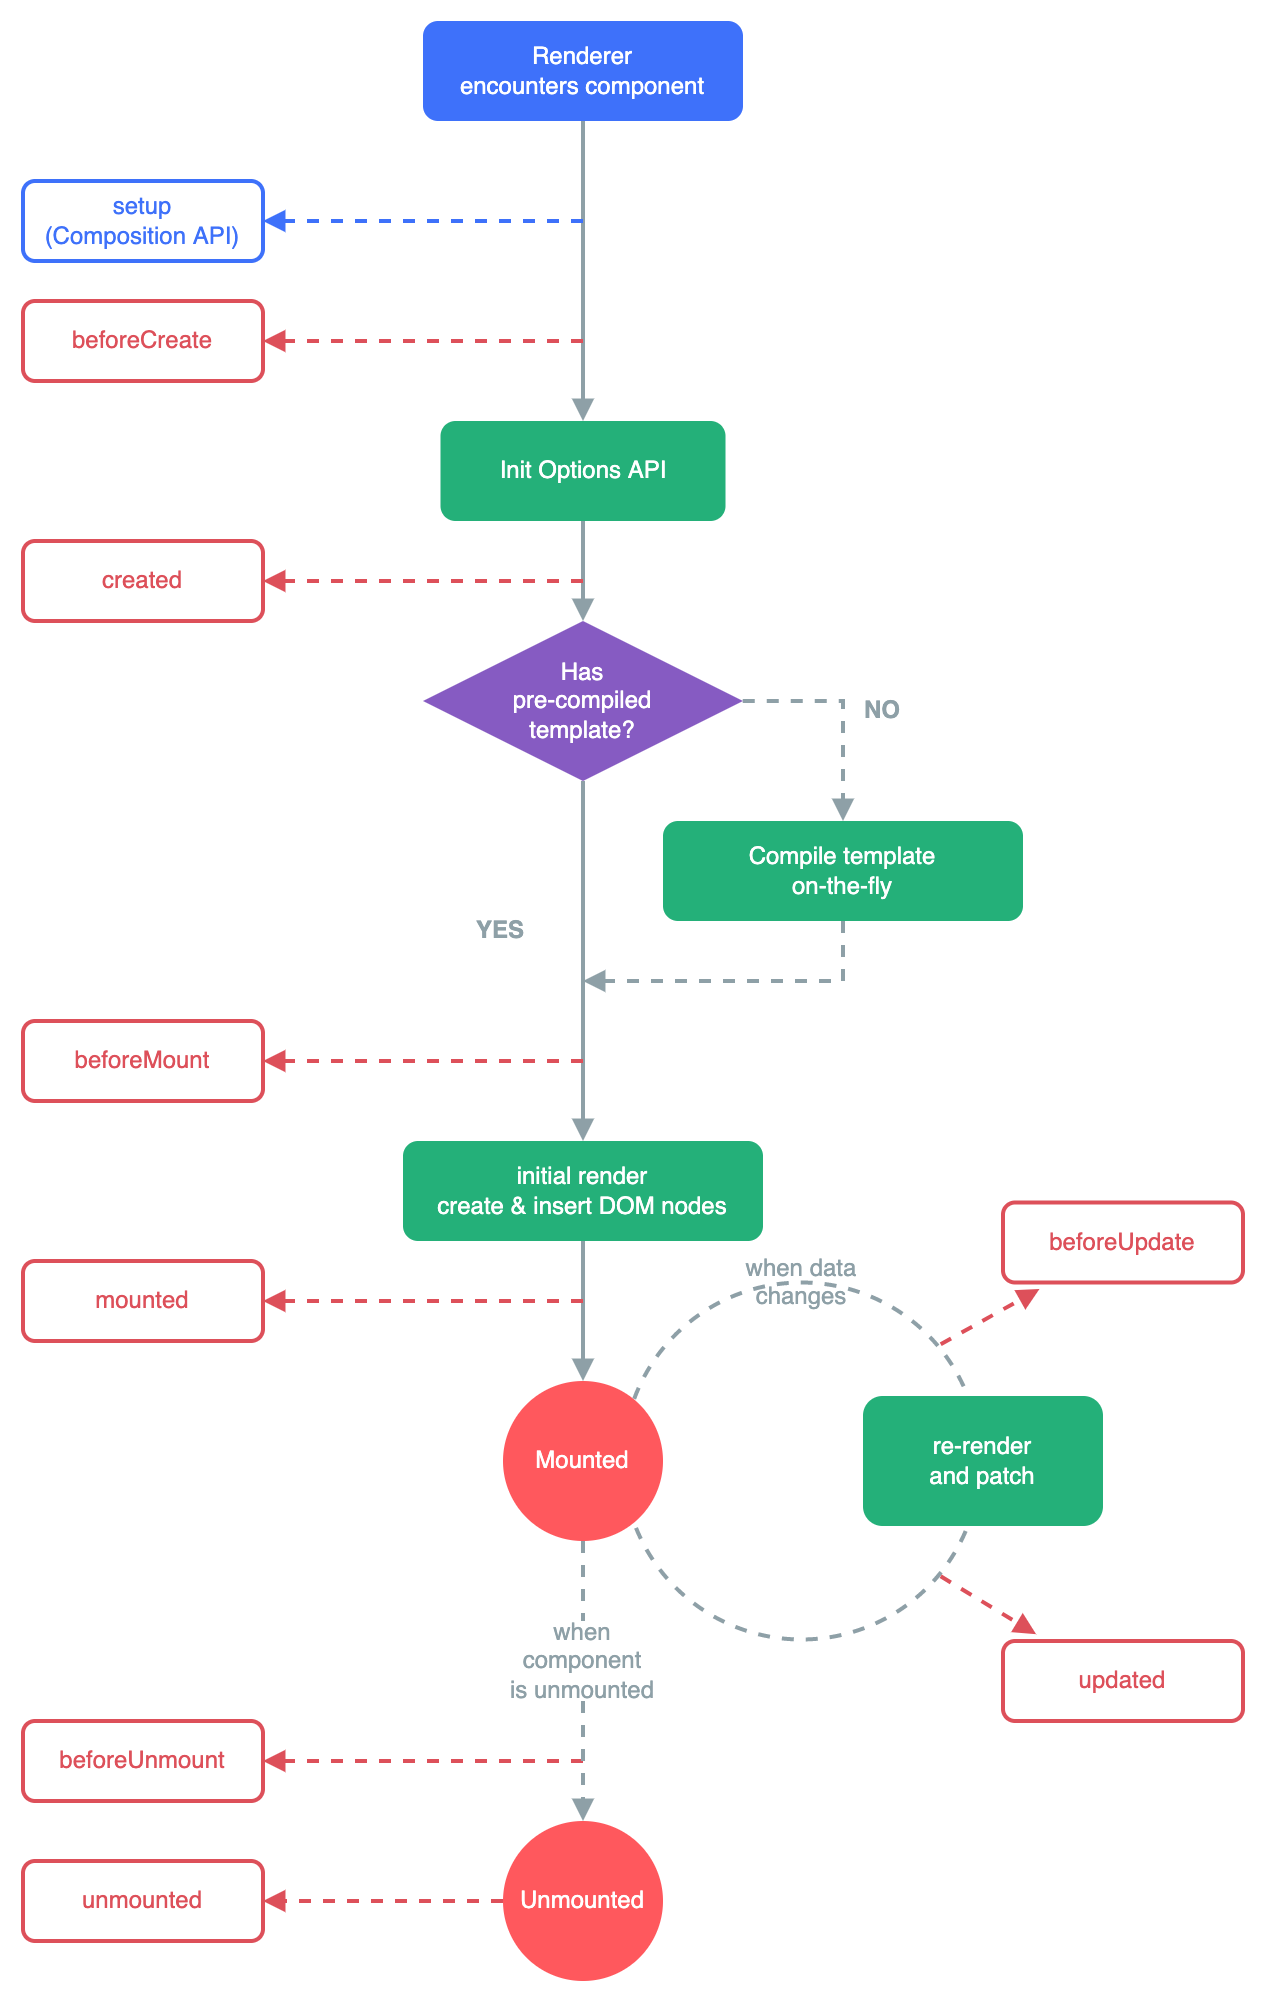 Renderer
encounters component
setup
(Composition API)
beforeCreate
Init Options API
created
Has
pre-compiled
template?
NO
Compile template
on-the-fly
YES
beforeMount
initial render
create & insert DOM nodes
beforeUpdate
when data
changes
mounted
re-render
and patch
Mounted
when
component
is unmounted
updated
beforeUnmount
unmounted
Unmounted